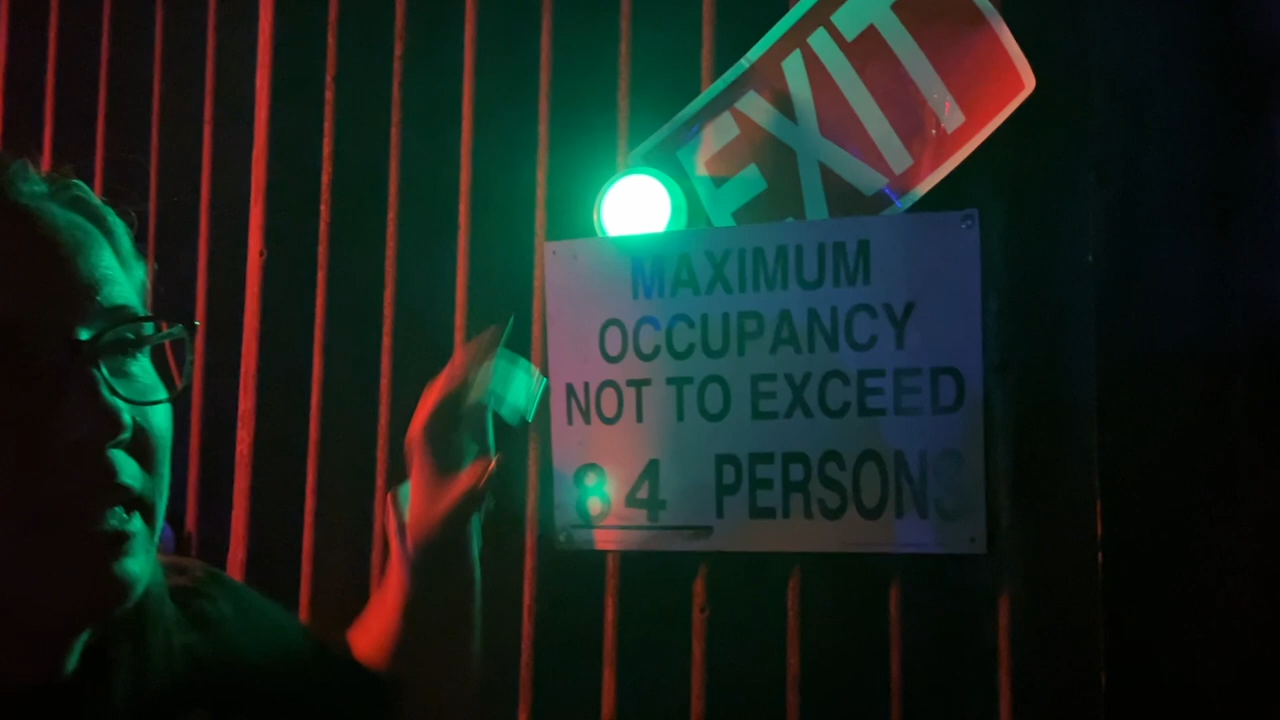 EXIT
MAXIMUM
OCCUPANCY
NOT TO EXCEED
84 PERSONS